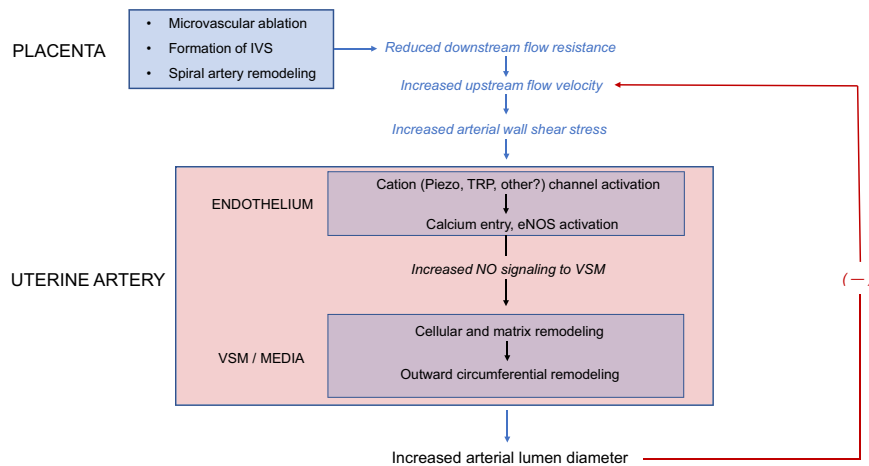 • Microvascular ablation
PLACENTA
• Formation of IVS
Reduced downstream flow resistance
• Spiral artery remodeling
Increased upstream flow velocity
Increased arterial wall shear stress
Cation (Piezo, TRP, other?) channel activation
ENDOTHELIUM
Calcium entry, eNOS activation
Increased NO signaling to VSM
UTERINE ARTERY
( — )
Cellular and matrix remodeling
VSM / MEDIA
Outward circumferential remodeling
Increased arterial lumen diameter